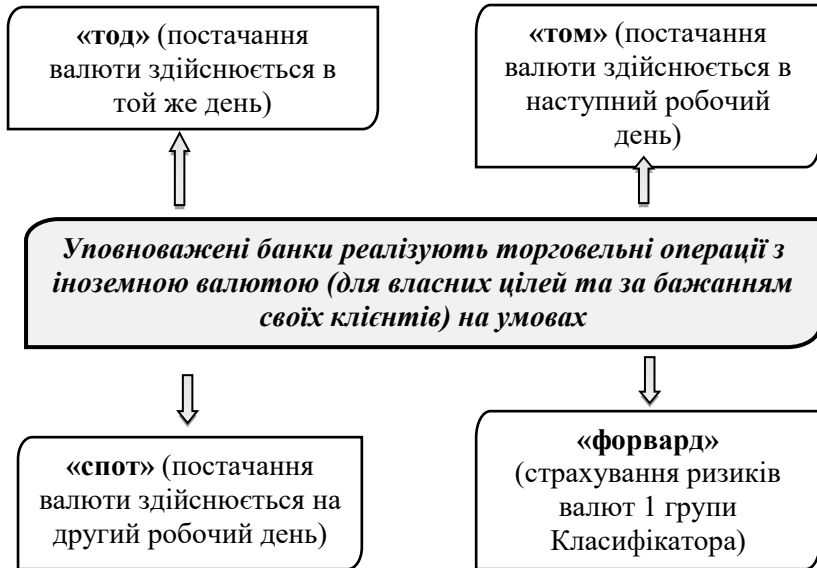 «тод» (постачання
валюти здійснюється в
той же день)
«том» (постачання
валюти здійснюється в
наступний робочий
день)
Уповноважені банки реалізують торговельні операції з
іноземною валютою (для власних цілей та за бажанням
своїх клієнтів) на умовах
«спот» (постачання
валюти здійснюється на
другий робочий день)
«форвард»
(страхування ризиків
валют 1 групи
Класифікатора)